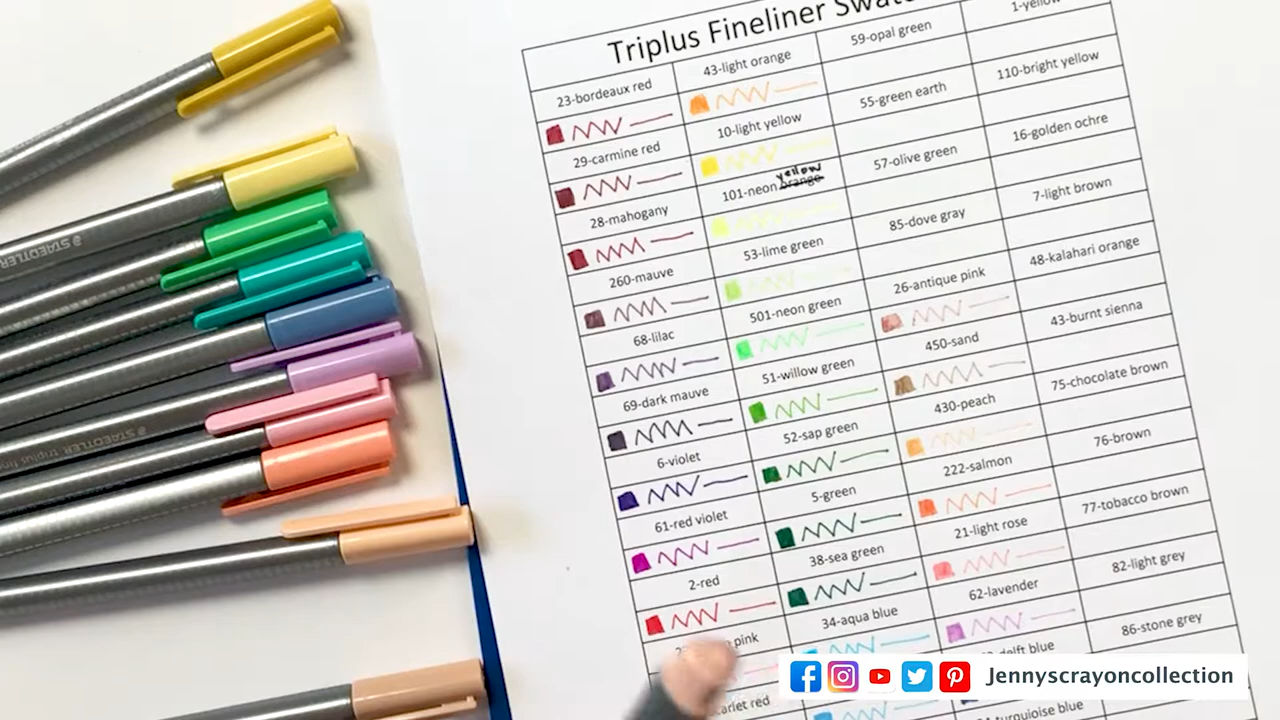 Triplus Fineliner
23-bordeaux red
29-carmine red
28-mahogany
260-mauve
68-lilac
69-dark mauve
6-violet
61-red violet
2-red
pink
red
43-light orange
10-light yellow
yellow
101-neon orange
53-lime green
501-neon green
51-willow green
52-sap green
5-green
38-sea green
34-aqua blue
59-opal green
55-green earth
57-olive green
85-dove gray
26-antique pink
450-sand
430-peach
222-salmon
21-light rose
62-lavender
delft blue
turquoise blue
1-yellow
110-bright yellow
16-golden ochre
7-light brown
48-kalahari orange
43-burnt sienna
75-chocolate brown
76-brown
77-tobacco brown
82-light grey
86-stone grey
STAEDTLER
STAEDTLER triplus
Jennyscrayoncollection